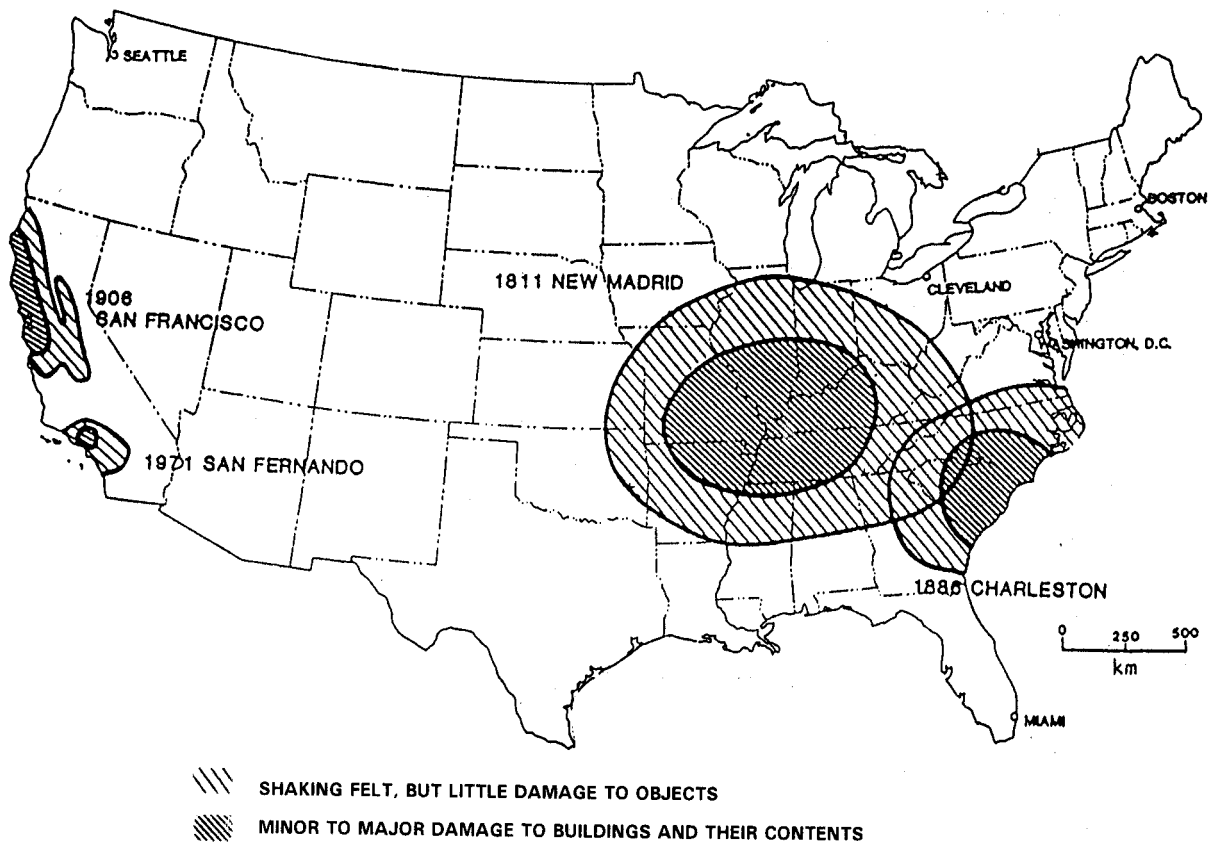 SEATTLE
BOSTON
1811 NEW MADRID
CLEVELAND
1906
SAN FRANCISCO
WASHINGTON, D.C.
1971 SAN FERNANDO
1886 CHARLESTON
0 250 500
km
MIAMI
SHAKING FELT, BUT LITTLE DAMAGE TO OBJECTS
MINOR TO MAJOR DAMAGE TO BUILDINGS AND THEIR CONTENTS